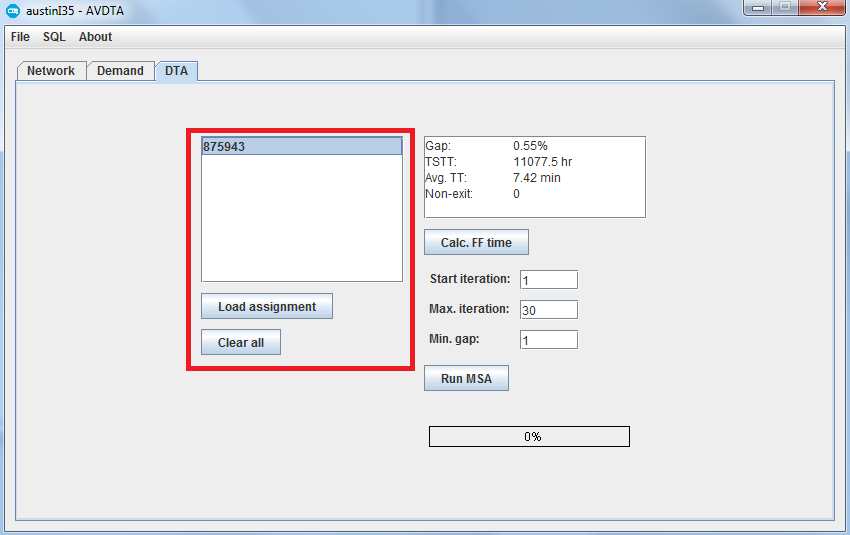 austinI35 - AVDTA
File SQL About
Network Demand DTA
875943
Load assignment
Clear all
Gap: 0.55%
TSTT: 11077.5 hr
Avg. TT: 7.42 min
Non-exit: 0
Calc. FF time
Start iteration: 1
Max. iteration: 30
Min. gap: 1
Run MSA
0%